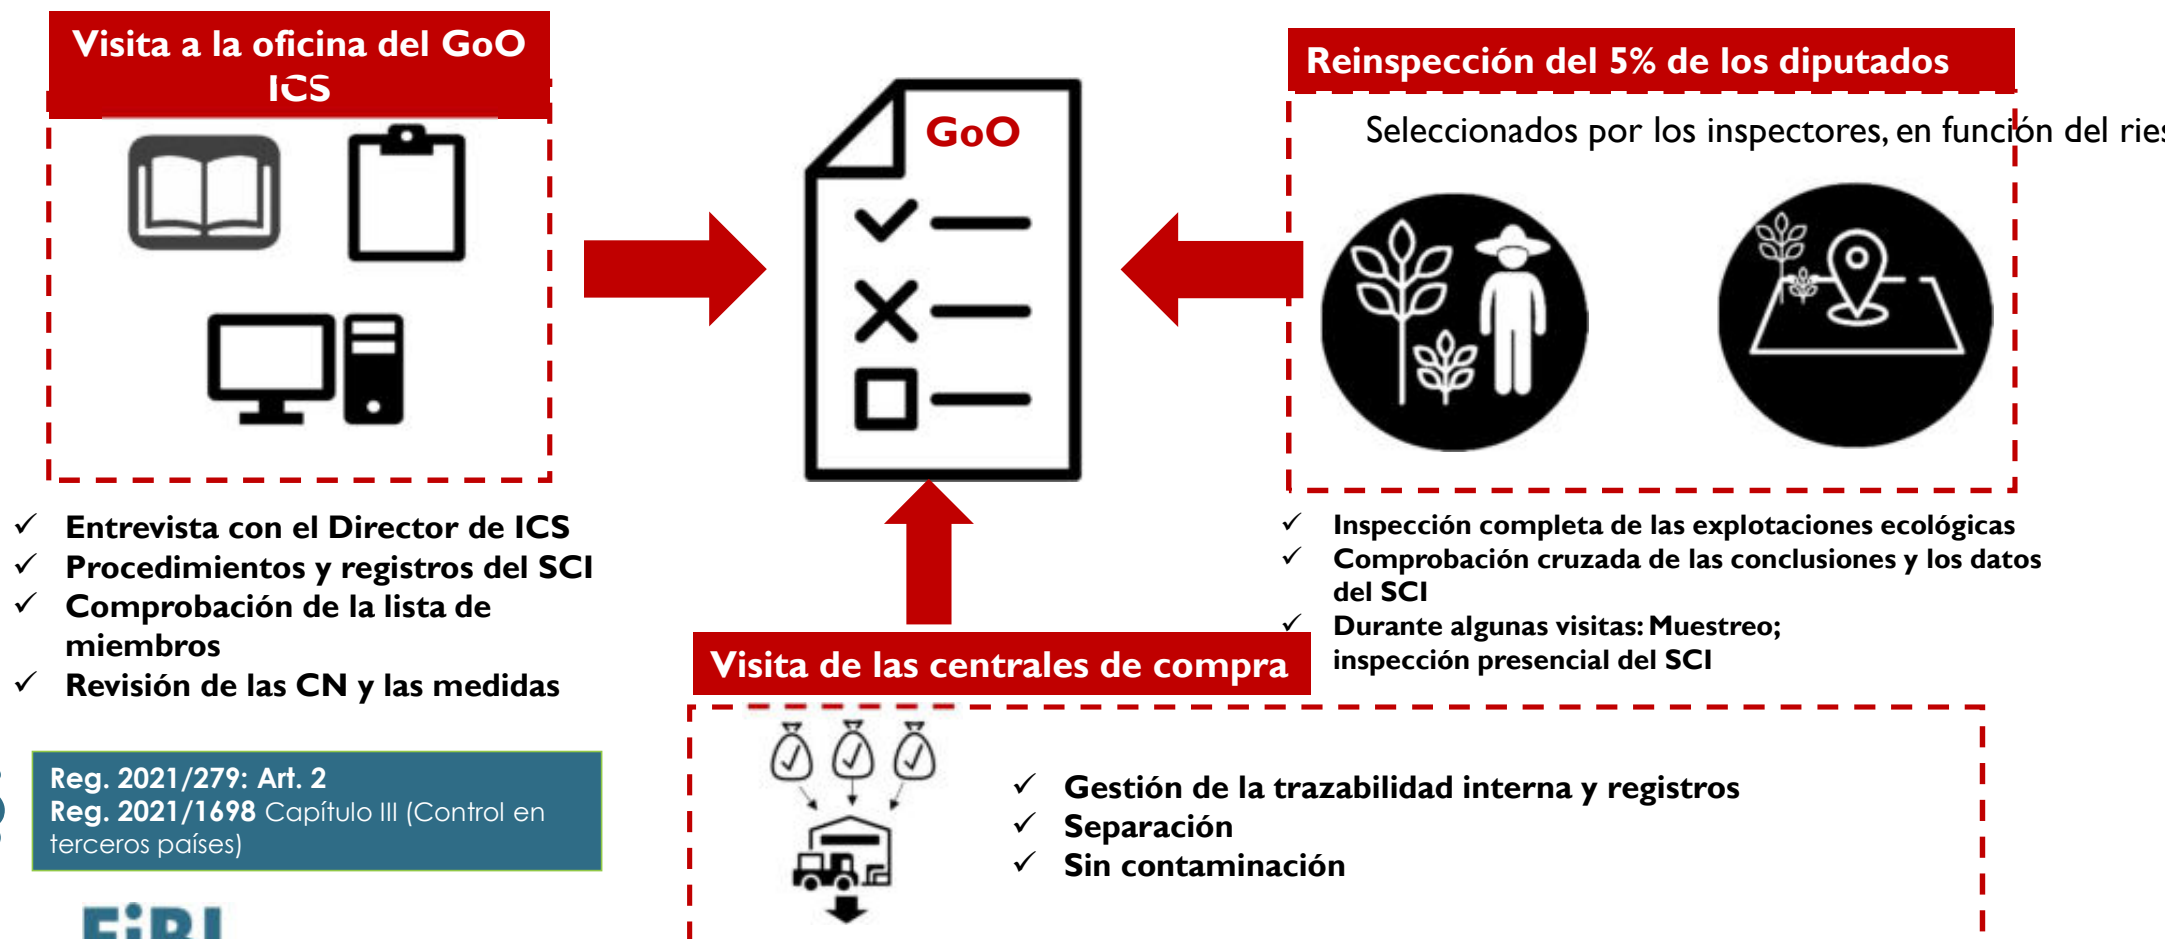 Visita a la oficina del GoO
ICS
Entrevista con el Director de ICS
Procedimientos y registros del SCI
Comprobación de la lista de
miembros
Revisión de las CN y las medidas
Reg. 2021/279: Art. 2
Reg. 2021/1698 Capítulo III (Control en
terceros países)
FiBL
GoO
Reinspección del 5% de los diputados
Seleccionados por los inspectores, en función del
Inspección completa de las explotaciones ecológicas
Comprobación cruzada de las conclusiones y los datos
del SCI
Durante algunas visitas: Muestreo;
inspección presencial del SCI
Visita de las centrales de compra
Gestión de la trazabilidad interna y registros
Separación
Sin contaminación